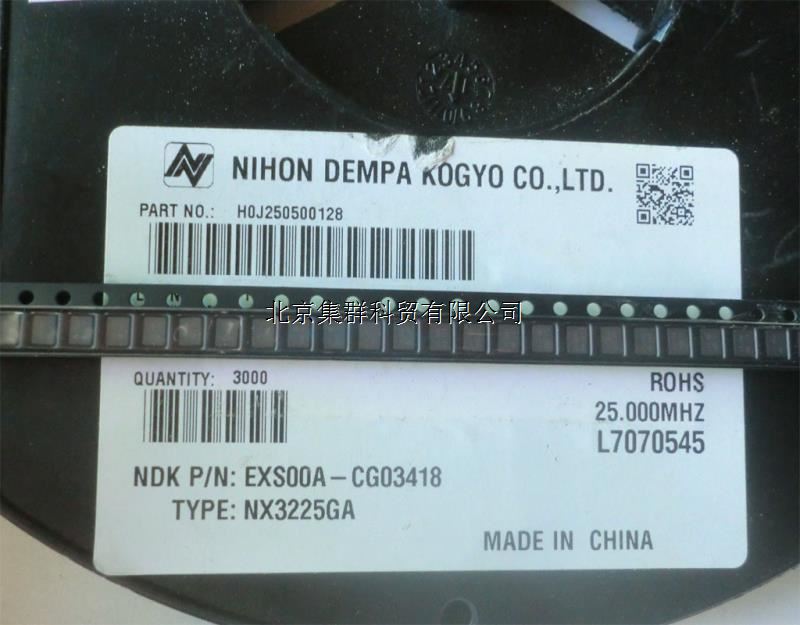 NIHON DEMPA KOGYO CO.,LTD.
PART NO.: H0J250500128
北京集群科贸有限公司
QUANTITY: 3000
ROHS
25.000MHZ
L7070545
NDK P/N: EXS00A-CG03418
TYPE: NX3225GA
MADE IN CHINA